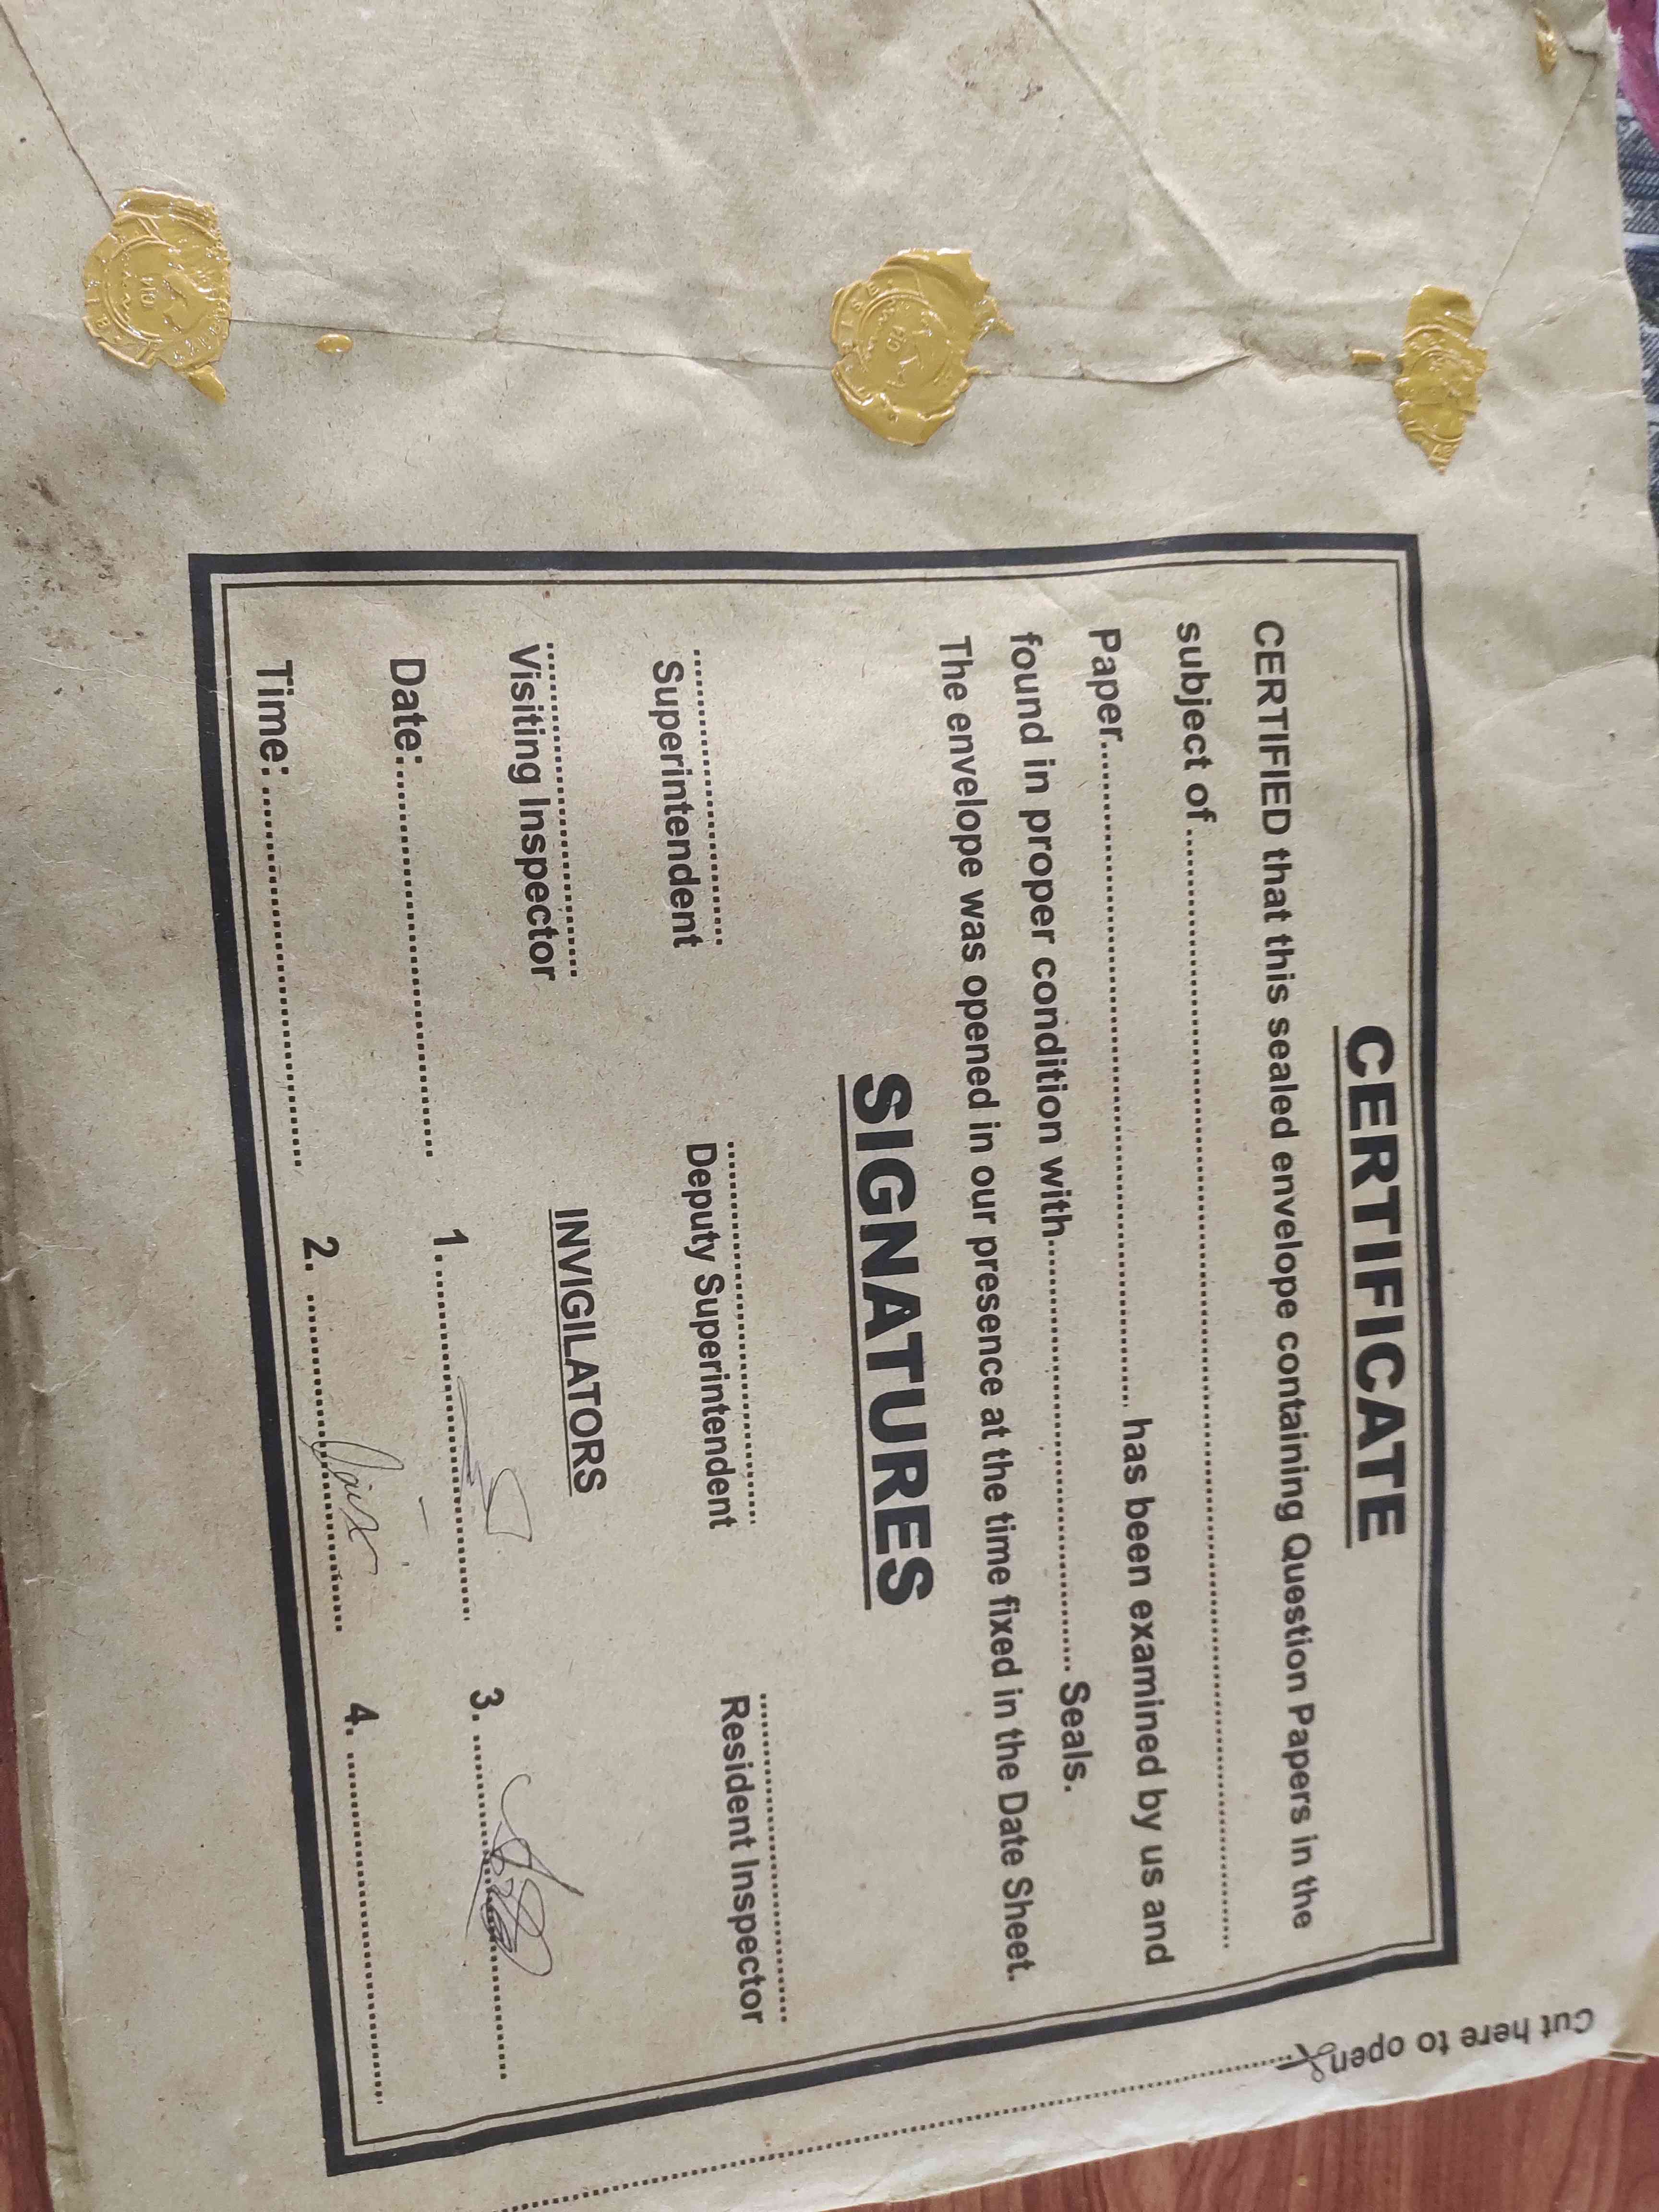 CERTIFICATE
CERTIFIED that this sealed envelope containing Question Papers in the
subject of................................................................
Paper........................................ has been examined by us and
found in proper condition with.............................. Seals.
The envelope was opened in our presence at the time fixed in the Date Sheet.
SIGNATURES
Superintendent Deputy Superintendent Resident Inspector
Visiting Inspector
INVIGILATORS
Date:.............................. 1. .............................. 3. ..............................
Time: .............................. 2. .............................. 4. ..............................
Cut here to open